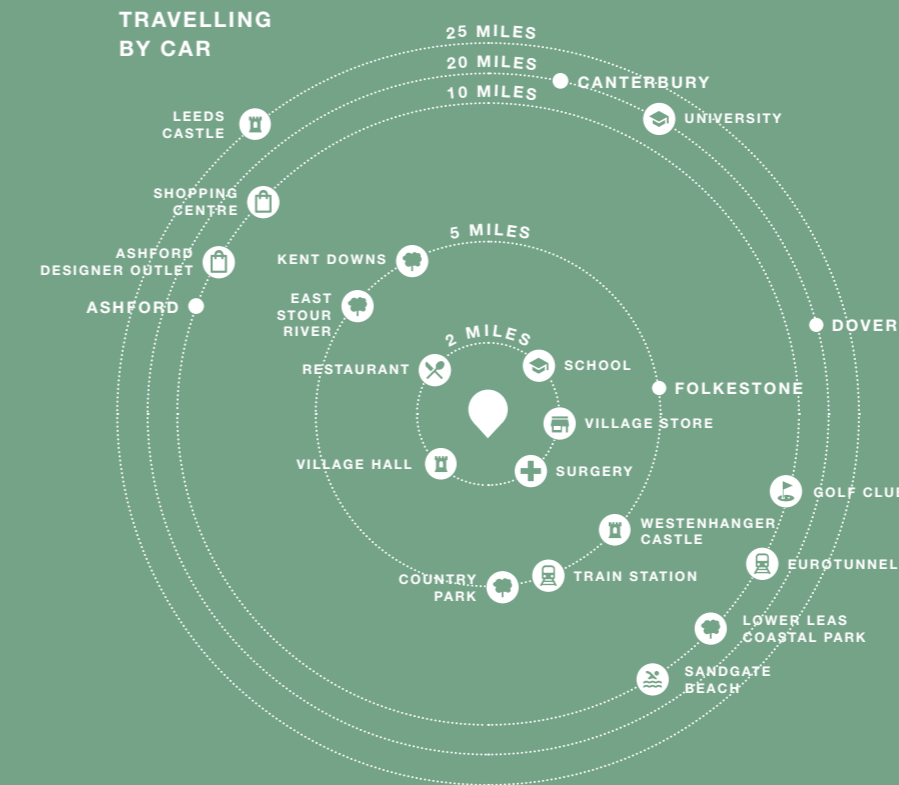 TRAVELLING
BY CAR
25 MILES
20 MILES
10 MILES
CANTERBURY
UNIVERSITY
LEEDS
CASTLE
SHOPPING
CENTRE
ASHFORD
DESIGNER OUTLET
ASHFORD
5 MILES
KENT DOWNS
EAST
STOUR
RIVER
2 MILES
RESTAURANT
SCHOOL
DOVER
FOLKESTONE
VILLAGE STORE
VILLAGE HALL
SURGERY
GOLF CLUB
WESTENHANGER
CASTLE
EUROTUNNEL
TRAIN STATION
COUNTRY
PARK
LOWER LEAS
COASTAL PARK
SANDGATE
BEACH